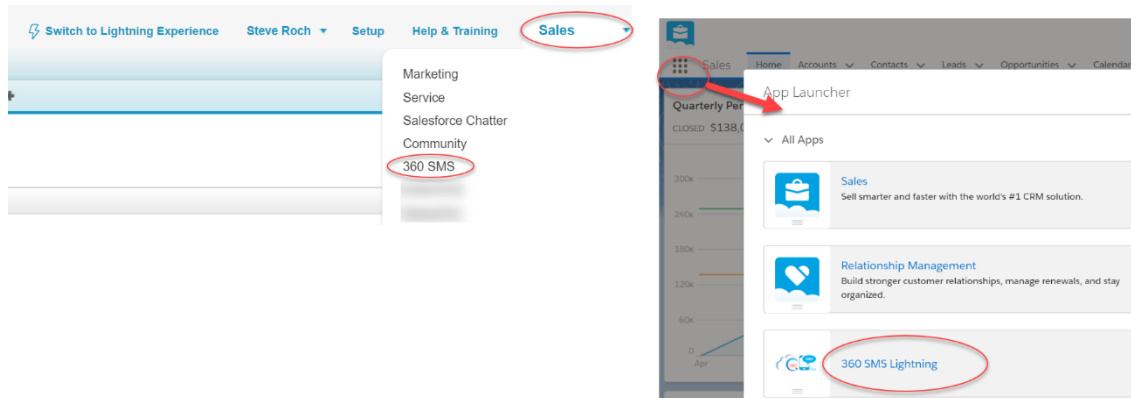 Switch to Lightning Experience Steve Roch Setup Help & Training Sales
Marketing
Service
Salesforce Chatter
Community
360 SMS
Sales Home Accounts Contacts Leads Opportunities Calendar
App Launcher
Quarterly Per
CLOSED $138,0
All Apps
300K
240K
180K
120K
60K
0
Apr
Sales
Sell smarter and faster with the world's #1 CRM solution.
Relationship Management
Build stronger customer relationships, manage renewals, and stay
organized.
360 SMS Lightning